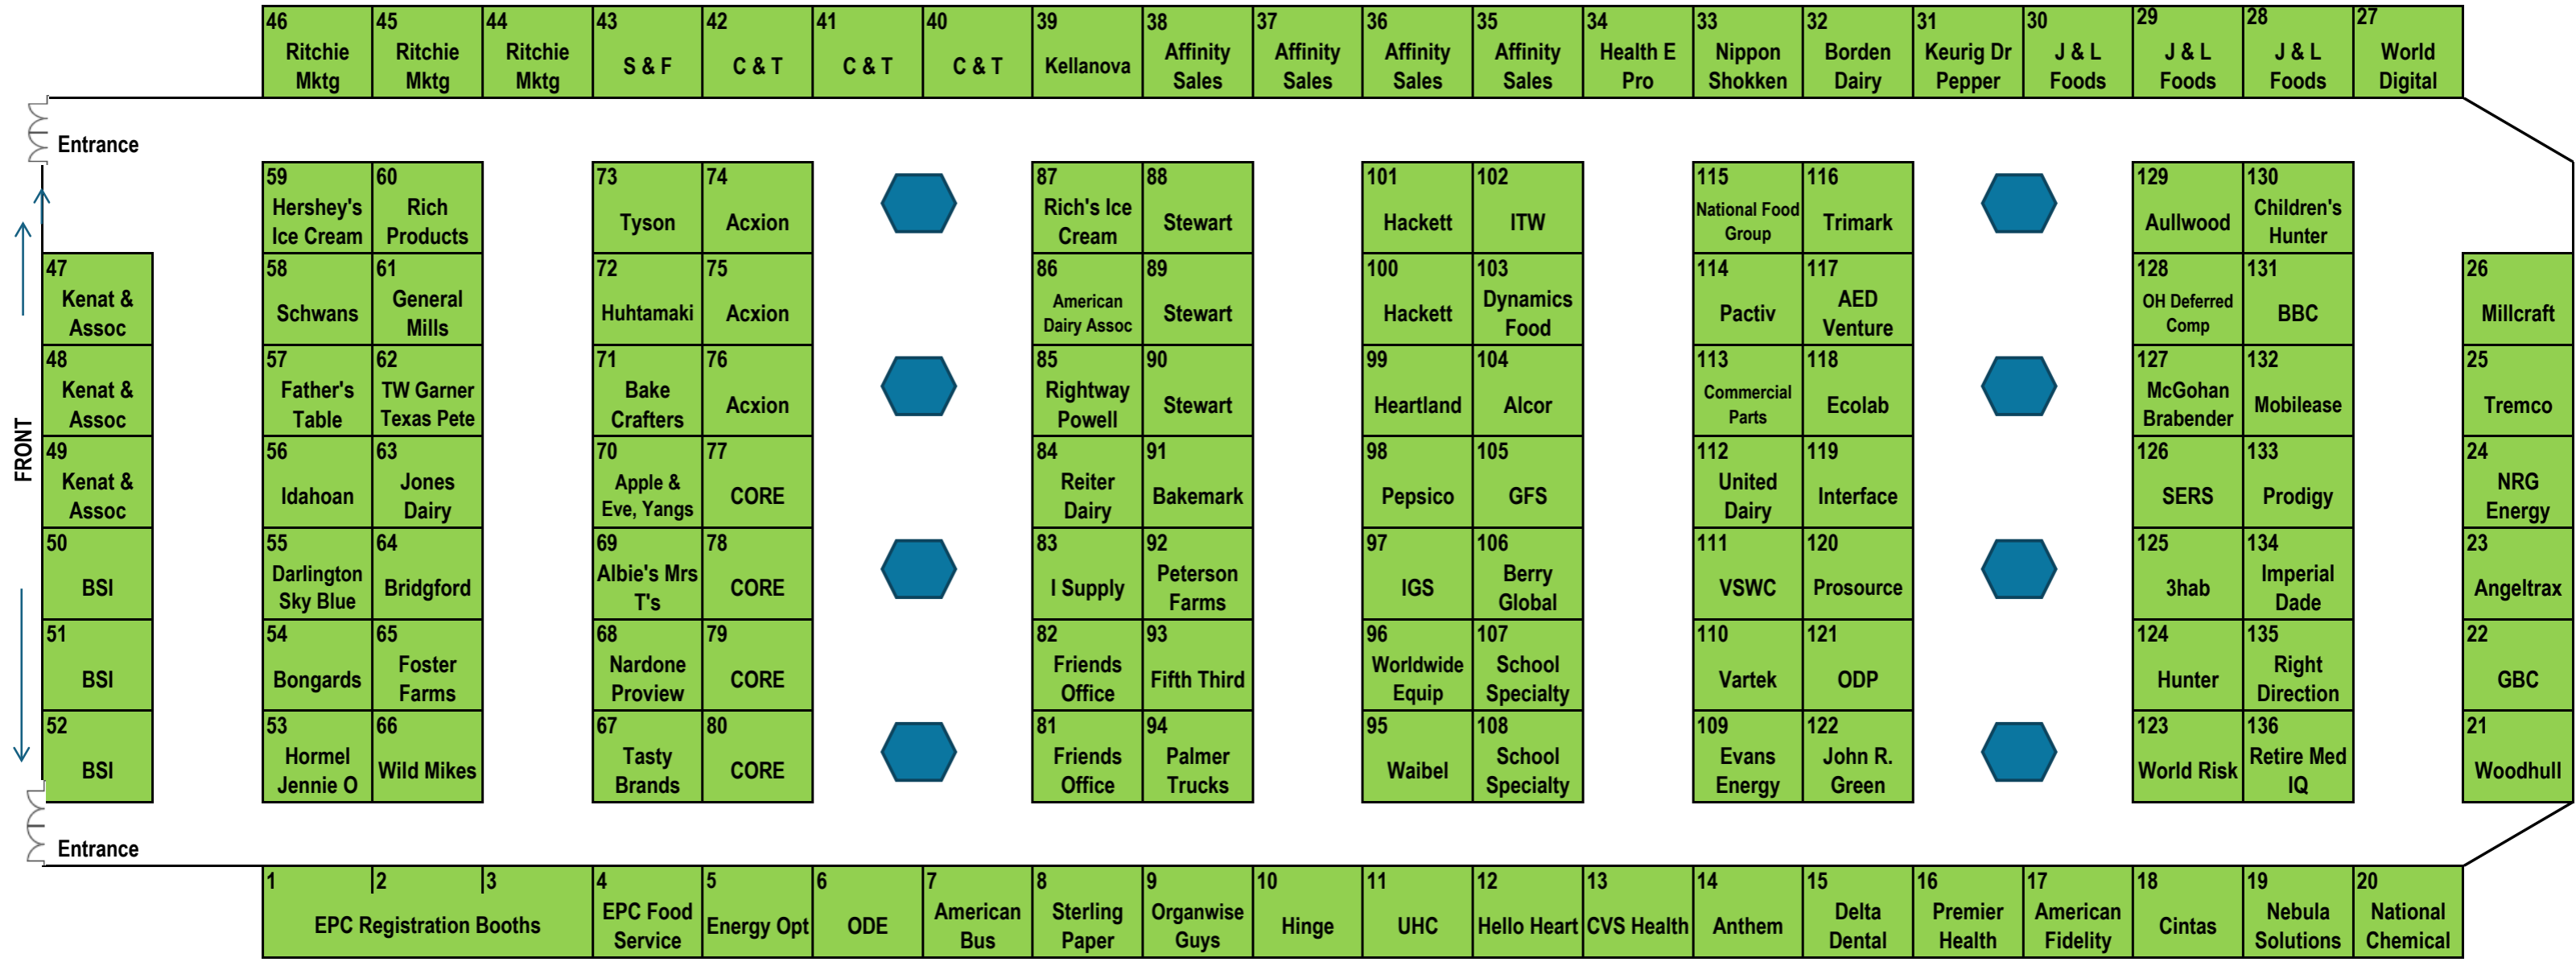 46 Ritchie Mktg
45 Ritchie Mktg
44 Ritchie Mktg
43 S & F
42 C & T
41 C & T
40 C & T
39 Kellanova
38 Affinity Sales
37 Affinity Sales
36 Affinity Sales
35 Affinity Sales
34 Health E Pro
33 Nippon Shokken
32 Borden Dairy
31 Keurig Dr Pepper
30 J & L Foods
29 J & L Foods
28 J & L Foods
27 World Digital
Entrance
FRONT
47 Kenat & Assoc
48 Kenat & Assoc
49 Kenat & Assoc
50 BSI
51 BSI
52 BSI
59 Hershey's Ice Cream
60 Rich Products
58 Schwans
61 General Mills
57 Father's Table
62 TW Garner Texas Pete
56 Idahoan
63 Jones Dairy
55 Darlington Sky Blue
64 Bridgford
54 Bongards
65 Foster Farms
53 Hormel Jennie O
66 Wild Mikes
73 Tyson
74 Acxion
72 Huhtamaki
75 Acxion
71 Bake Crafters
76 Acxion
70 Apple & Eve, Yangs
77 CORE
69 Albie's Mrs T's
78 CORE
68 Nardone Proview
79 CORE
67 Tasty Brands
80 CORE
87 Rich's Ice Cream
88 Stewart
86 American Dairy Assoc
89 Stewart
85 Rightway Powell
90 Stewart
84 Reiter Dairy
91 Bakemark
83 I Supply
92 Peterson Farms
82 Friends Office
93 Fifth Third
81 Friends Office
94 Palmer Trucks
101 Hackett
102 ITW
100 Hackett
103 Dynamics Food
99 Heartland
104 Alcor
98 Pepsico
105 GFS
97 IGS
106 Berry Global
96 Worldwide Equip
107 School Specialty
95 Waibel
108 School Specialty
115 National Food Group
116 Trimark
114 Pactiv
117 AED Venture
113 Commercial Parts
118 Ecolab
112 United Dairy
119 Interface
111 VSWC
120 Prosource
110 Vartek
121 ODP
109 Evans Energy
122 John R. Green
129 Aullwood
130 Children's Hunter
128 OH Deferred Comp
131 BBC
127 McGohan Brabender
132 Mobilease
126 SERS
133 Prodigy
125 3hab
134 Imperial Dade
124 Hunter
135 Right Direction
123 World Risk
136 Retire Med IQ
26 Millcraft
25 Tremco
24 NRG Energy
23 Angeltrax
22 GBC
21 Woodhull
Entrance
1 2 3 EPC Registration Booths
4 EPC Food Service
5 Energy Opt
6 ODE
7 American Bus
8 Sterling Paper
9 Organwise Guys
10 Hinge
11 UHC
12 Hello Heart
13 CVS Health
14 Anthem
15 Delta Dental
16 Premier Health
17 American Fidelity
18 Cintas
19 Nebula Solutions
20 National Chemical